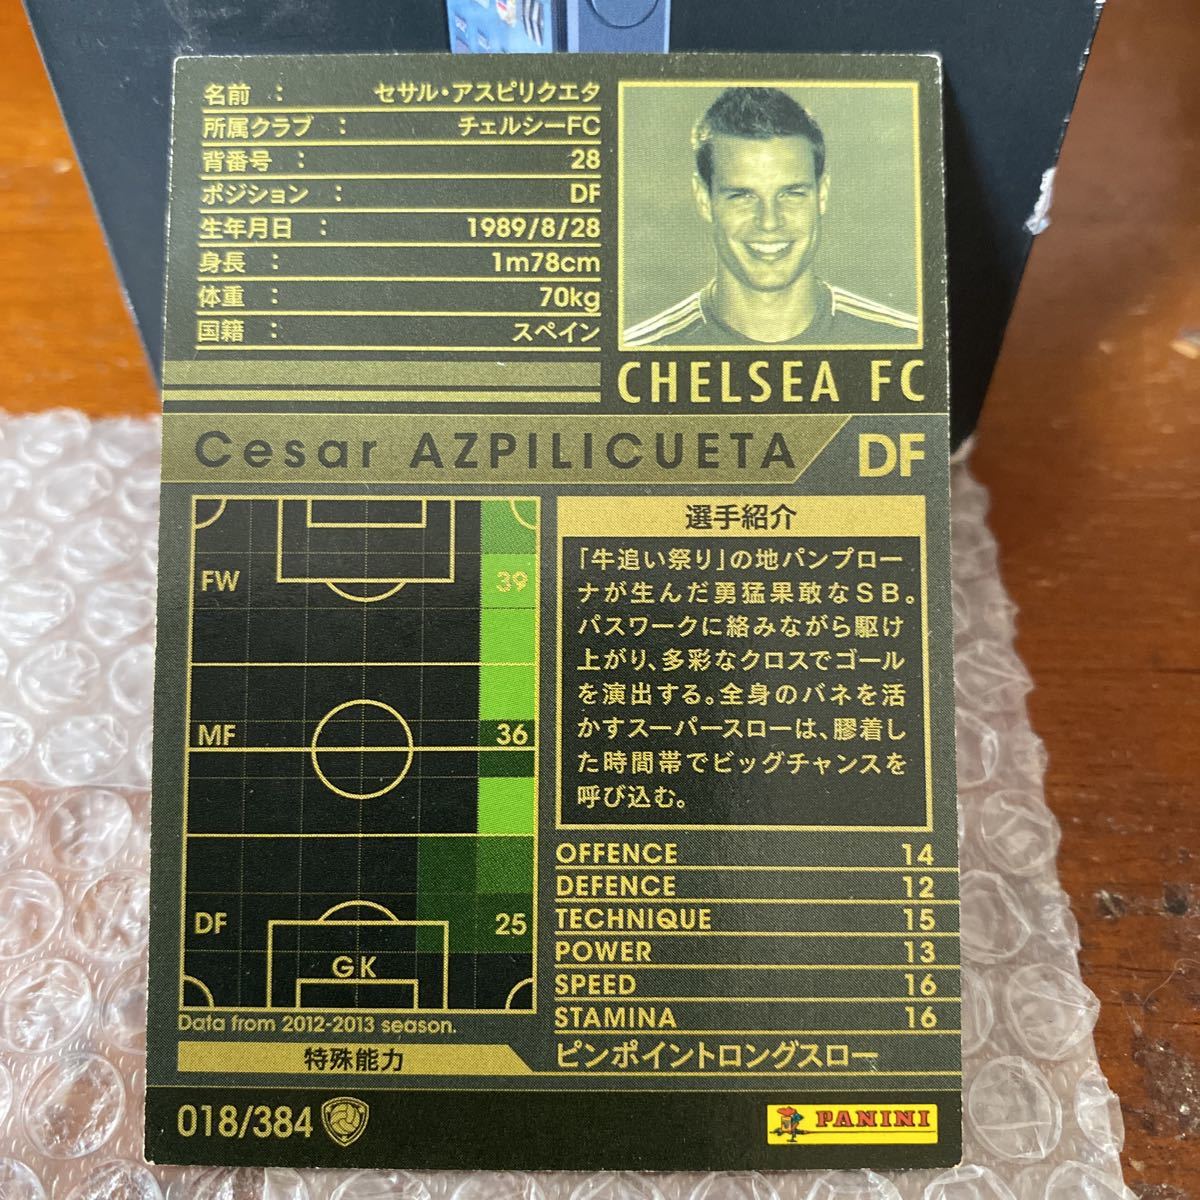 名前 : セサル・アスピリクエタ
所属クラブ : チェルシーFC
背番号 : 28
ポジション : DF
生年月日 : 1989/8/28
身長 : 1m78cm
体重 : 70kg
国籍 : スペイン
CHELSEA FC
Cesar AZPILICUETA DF
FW 39
MF 36
DF 25
GK
Data from 2012-2013 season.
選手紹介
「牛追い祭り」の地パンプロー
ナが生んだ勇猛果敢なSB。
パスワークに絡みながら駆け
上がり、多彩なクロスでゴール
を演出する。全身のバネを活
かすスーパースローは、膠着し
た時間帯でビッグチャンスを
呼び込む。
OFFENCE 14
DEFENCE 12
TECHNIQUE 15
POWER 13
SPEED 16
STAMINA 16
特殊能力 ピンポイントロングスロー
018/384
PANINI